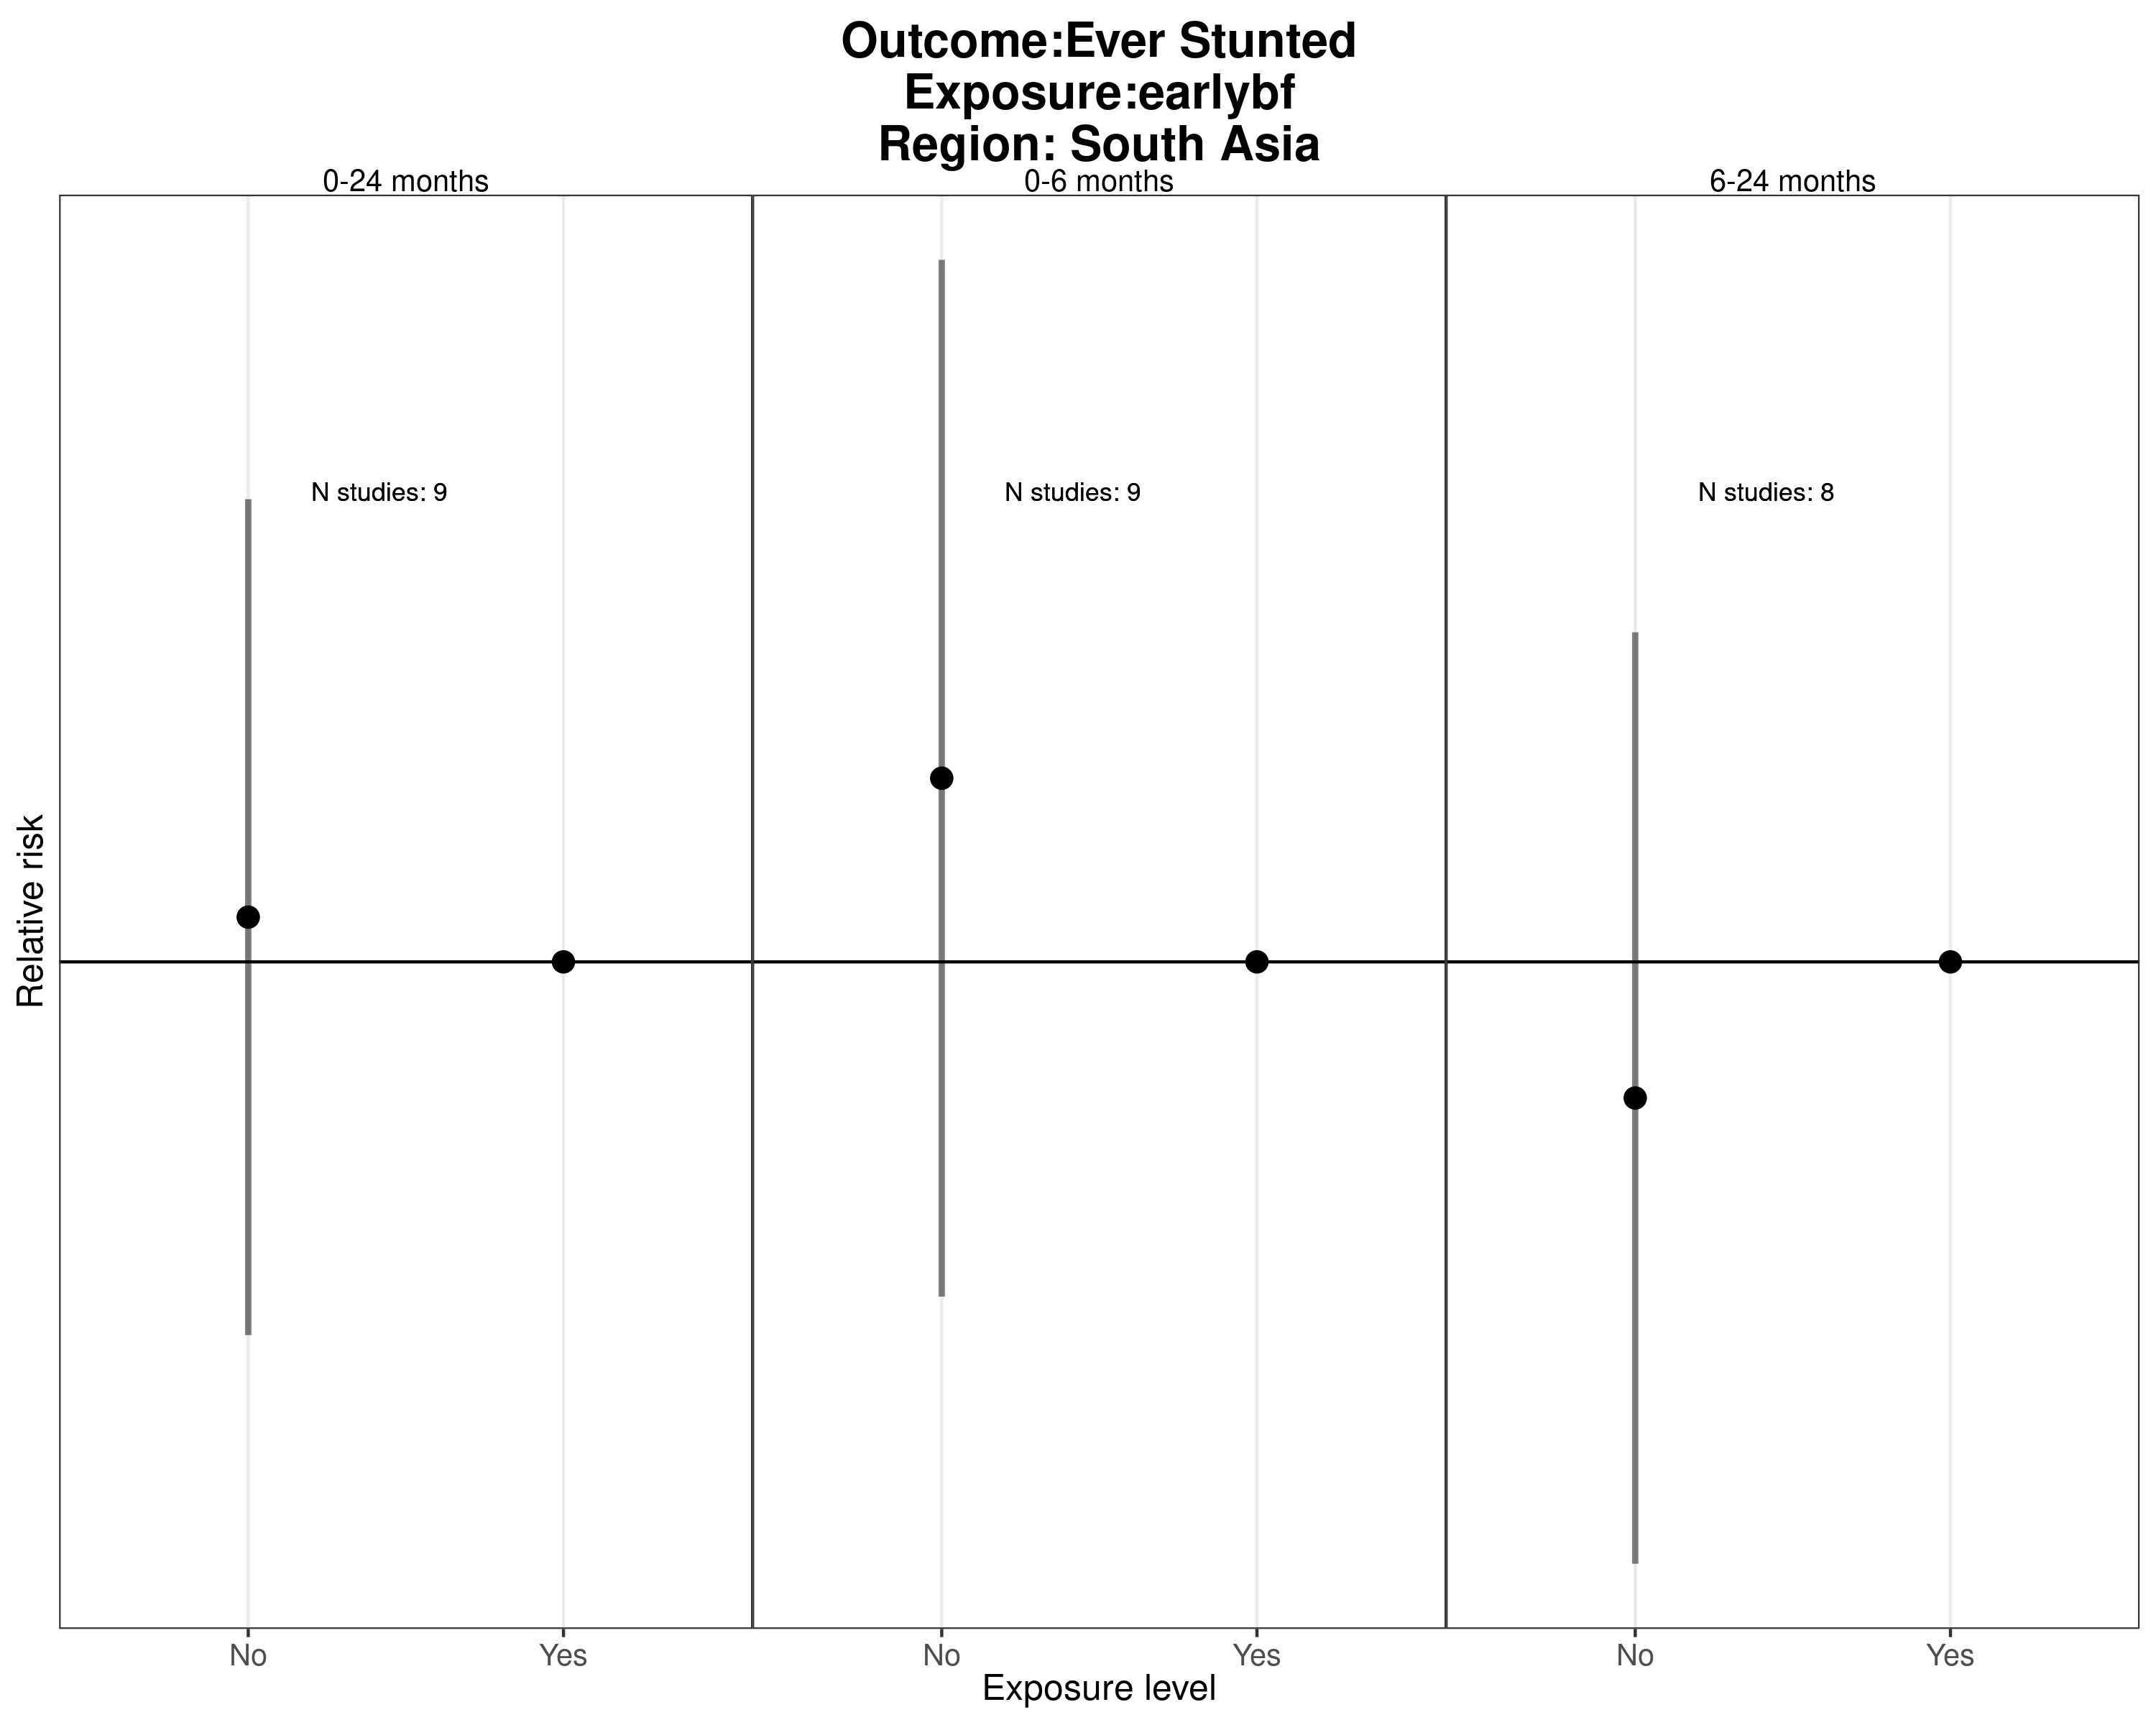 Outcome:Ever Stunted
Exposure:earlybf
Region: South Asia
0-24 months
0-6 months
6-24 months
N studies: 9
N studies: 9
N studies: 8
Relative risk
No
Yes
No
Yes
No
Yes
Exposure level